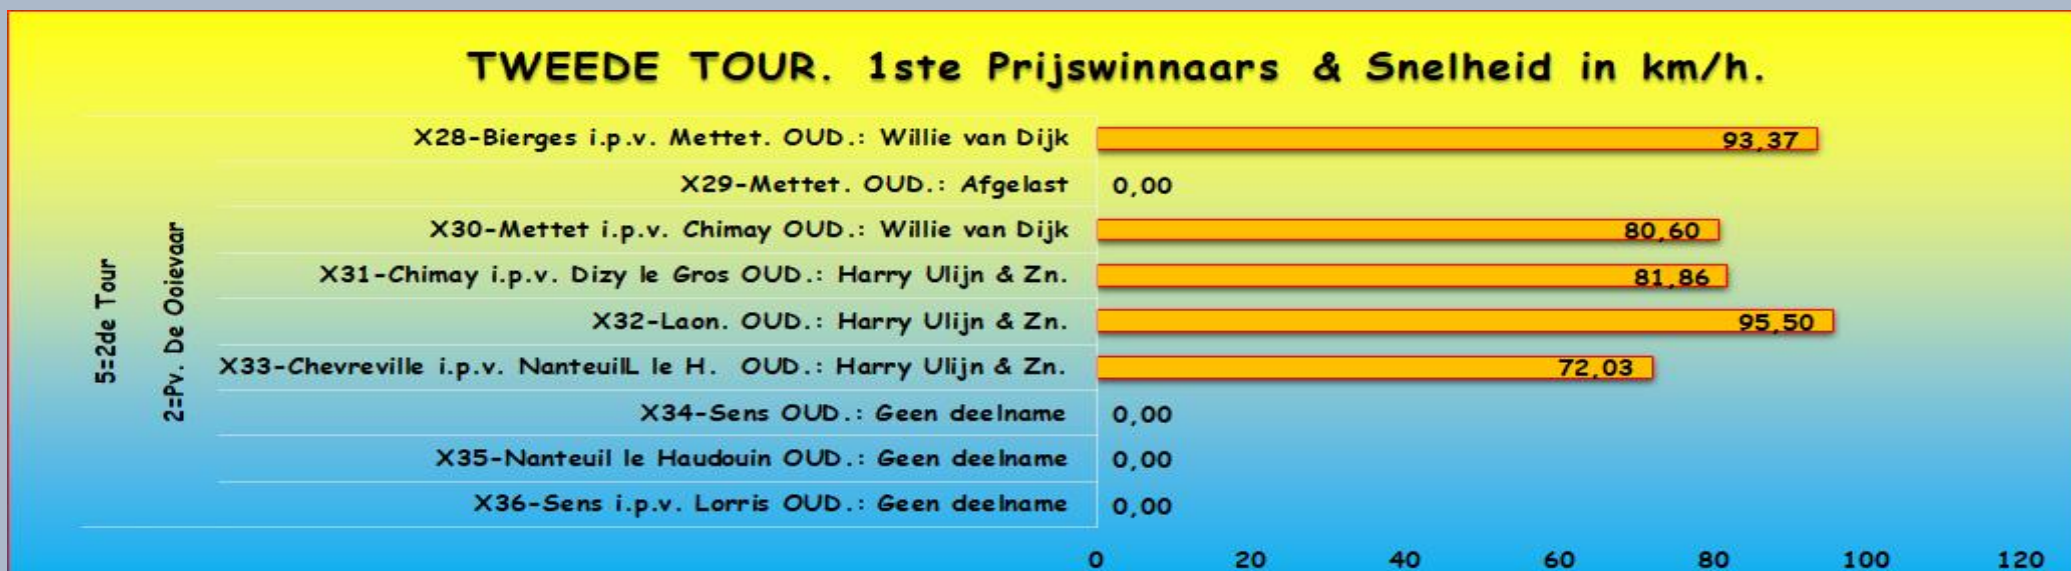 TWEEDE TOUR. 1ste Prijswinnaars & Snelheid in km/h.
5=2de Tour
2=Pv. De Ooievaar
X28-Bierges i.p.v. Mettet. OUD.: Willie van Dijk 93,37
X29-Mettet. OUD.: Afgelast 0,00
X30-Mettet i.p.v. Chimay OUD.: Willie van Dijk 80,60
X31-Chimay i.p.v. Dizy le Gros OUD.: Harry Ulijn & Zn. 81,86
X32-Laon. OUD.: Harry Ulijn & Zn. 95,50
X33-Chevreville i.p.v. NanteuilL le H. OUD.: Harry Ulijn & Zn. 72,03
X34-Sens OUD.: Geen deelname 0,00
X35-Nanteuil le Haudouin OUD.: Geen deelname 0,00
X36-Sens i.p.v. Lorris OUD.: Geen deelname 0,00
0 20 40 60 80 100 120